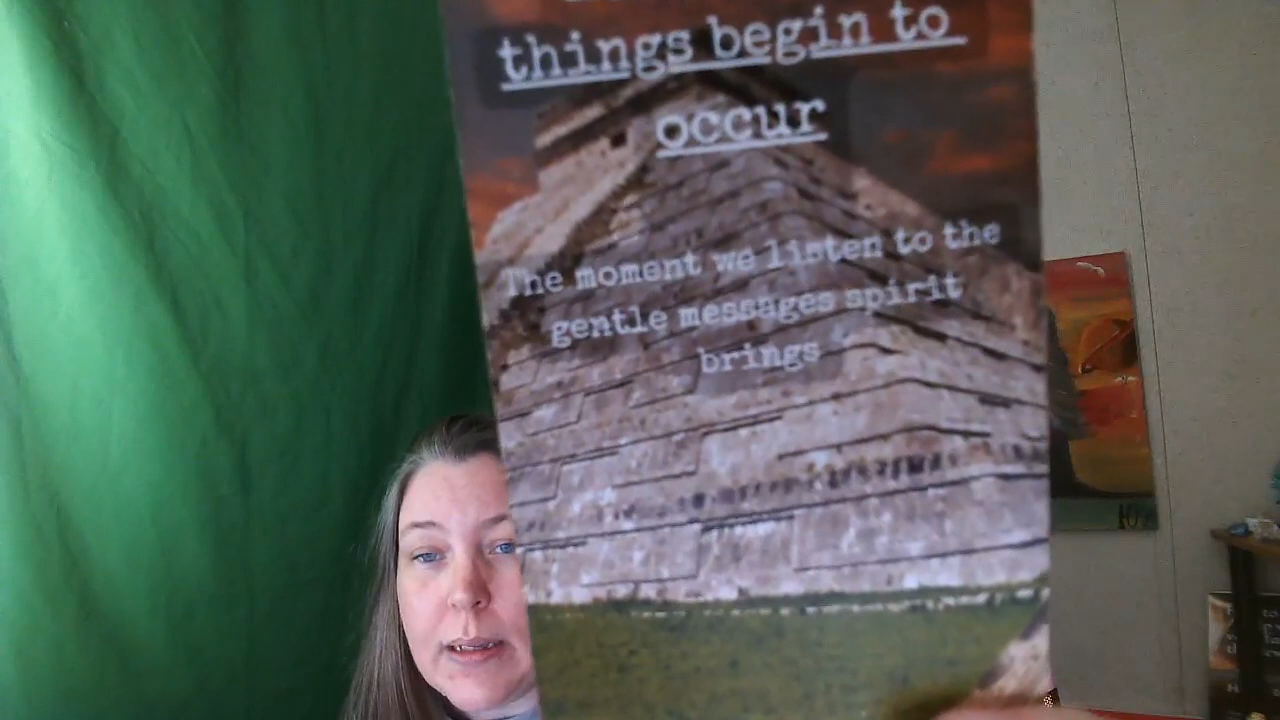 things begin to
occur
The moment we listen to the
gentle messages spirit
brings